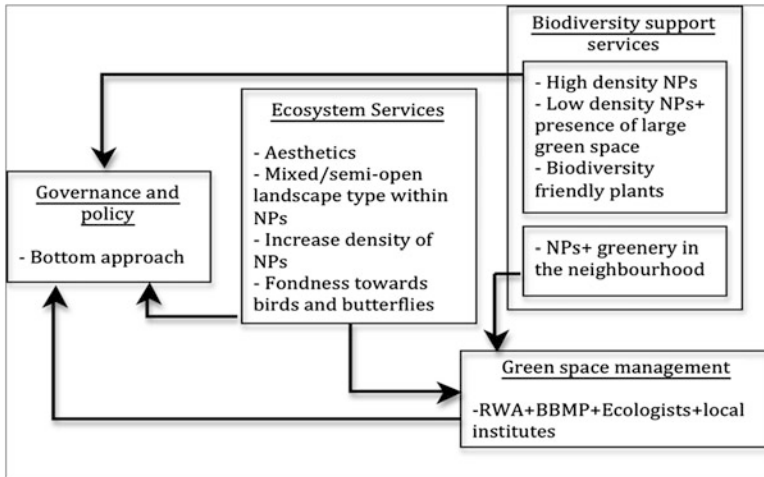 Biodiversity support
services
- High density NPs
- Low density NPs+
presence of large
green space
- Biodiversity
friendly plants
- NPs+ greenery in
the neighbourhood
Ecosystem Services
- Aesthetics
- Mixed/semi-open
landscape type within
NPs
- Increase density of
NPs
- Fondness towards
birds and butterflies
Governance and
policy
- Bottom approach
Green space management
-RWA+BBMP+Ecologists+local
institutes